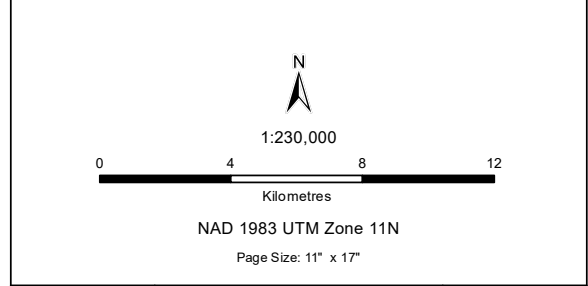 N
1:230,000
0 4 8 12
Kilometres
NAD 1983 UTM Zone 11N
Page Size: 11" x 17"